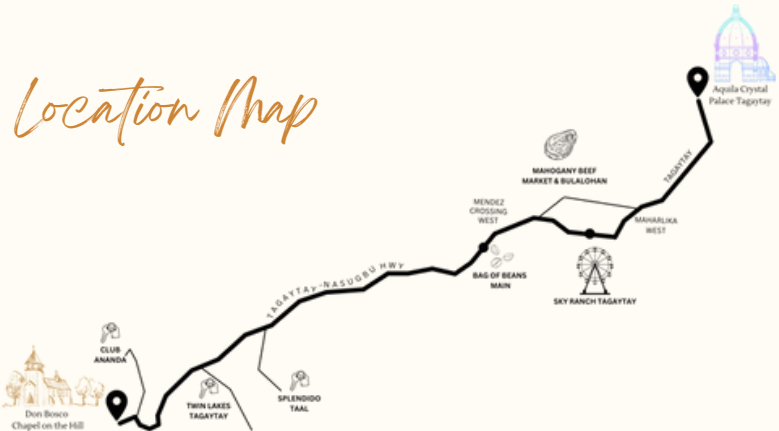 Location Map
Aquila Crystal
Palace Tagaytay
TAGAYTAY
MAHOGANY BEEF
MARKET & BULALOHAN
MENDEZ
CROSSING
WEST
MAHARLIKA
WEST
BAG OF BEANS
MAIN
SKY RANCH TAGAYTAY
TAGAYTAY-NASUGBU HWY
CLUB
ANANDA
SPLENDIDO
TAAL
TWIN LAKES
TAGAYTAY
Don Bosco
Chapel on the Hill